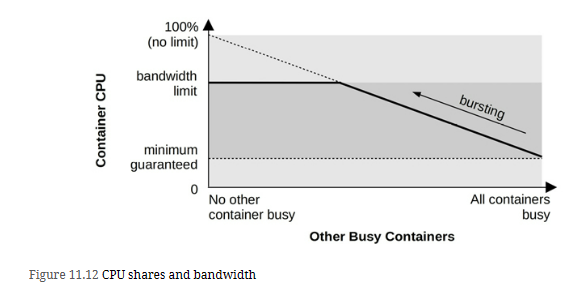 100%
(no limit)
bandwidth
limit
Container CPU
bursting
minimum
guaranteed
0
No other
container busy
All containers
busy
Other Busy Containers
Figure 11.12 CPU shares and bandwidth